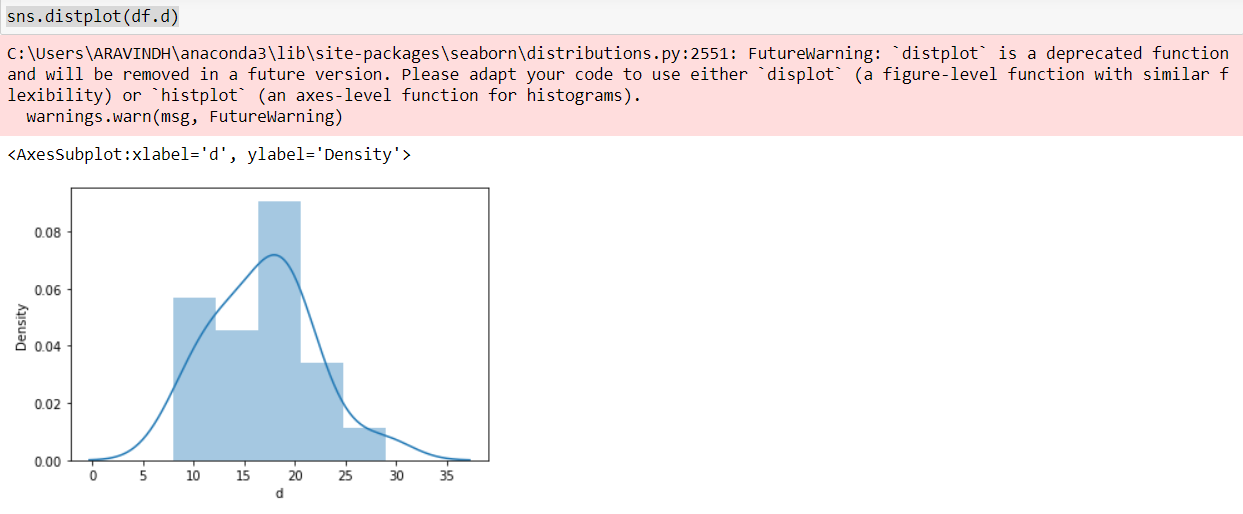 sns.distplot(df.d)
C:\Users\ARAVINDH\anaconda3\lib\site-packages\seaborn\distributions.py:2551: FutureWarning: `distplot` is a deprecated function
and will be removed in a future version. Please adapt your code to use either `displot` (a figure-level function with similar f
lexibility) or `histplot` (an axes-level function for histograms).
  warnings.warn(msg, FutureWarning)
<AxesSubplot:xlabel='d', ylabel='Density'>
Density
0.08
0.06
0.04
0.02
0.00
0 5 10 15 20 25 30 35
d